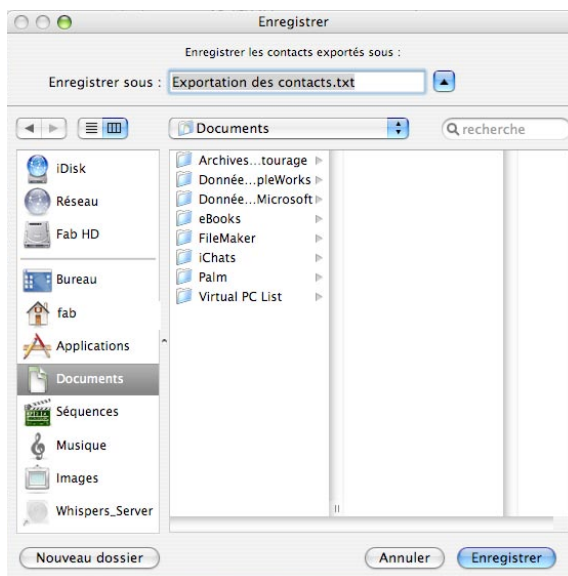 Enregistrer
Enregistrer les contacts exportés sous :
Enregistrer sous : Exportation des contacts.txt
Documents
recherche
iDisk
Réseau
Fab HD
Bureau
fab
Applications
Documents
Séquences
Musique
Images
Whispers_Server
Archives...tourage
Donnée...pleWorks
Donnée...Microsoft
eBooks
FileMaker
iChats
Palm
Virtual PC List
Nouveau dossier
Annuler
Enregistrer